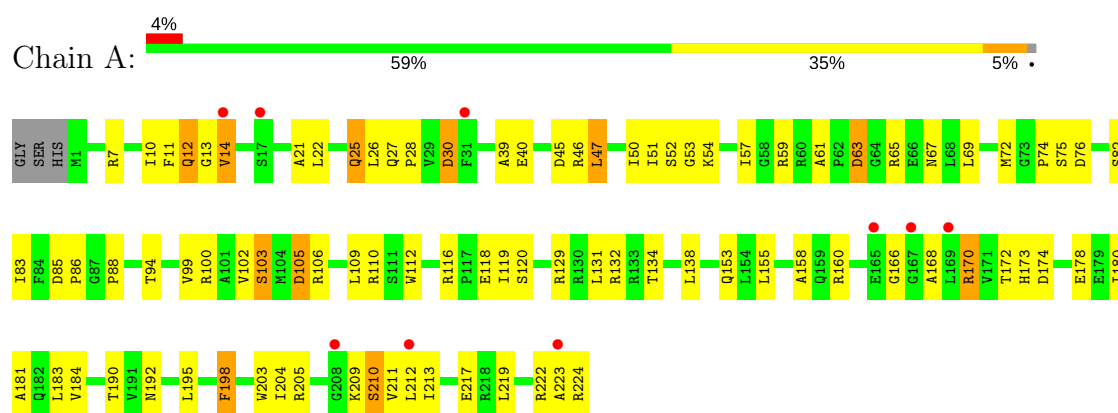 4%
Chain A:
59% 35% 5% •
GLY SER HIS M1 R7 I10 F11 Q12 G13 V14 S17 A21 L22 Q25 L26 Q27 P28 V29 D30 F31 A39 E40 D45 R46 L47 I50 I51 S52 G53 K54 I57 G58 R59 R60 A61 P62 D63 G64 R65 E66 N67 L68 L69 M72 G73 P74 S75 D76 S82
I83 F84 D85 P86 G87 P88 T94 V99 R100 A101 V102 S103 M104 D105 R106 L109 R110 S111 W112 R116 P117 E118 I119 S120 R129 R130 L131 R132 R133 T134 L138 Q153 L154 L155 A158 Q159 R160 E165 G166 G167 A168 L169 R170 V171 T172 H173 D174 E178 E179 I180
A181 Q182 L183 V184 T190 V191 N192 L195 F198 W203 I204 R205 G208 K209 S210 V211 L212 I213 E217 R218 L219 R222 A223 R224